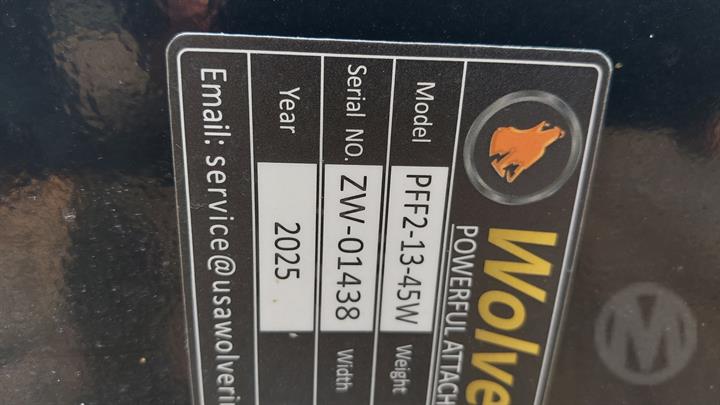 Wolve
POWERFUL ATTACH
Model PFF2-13-45W Weight
Serial NO. ZW-01438 Width
Year 2025
Email: service@usawolveri
M